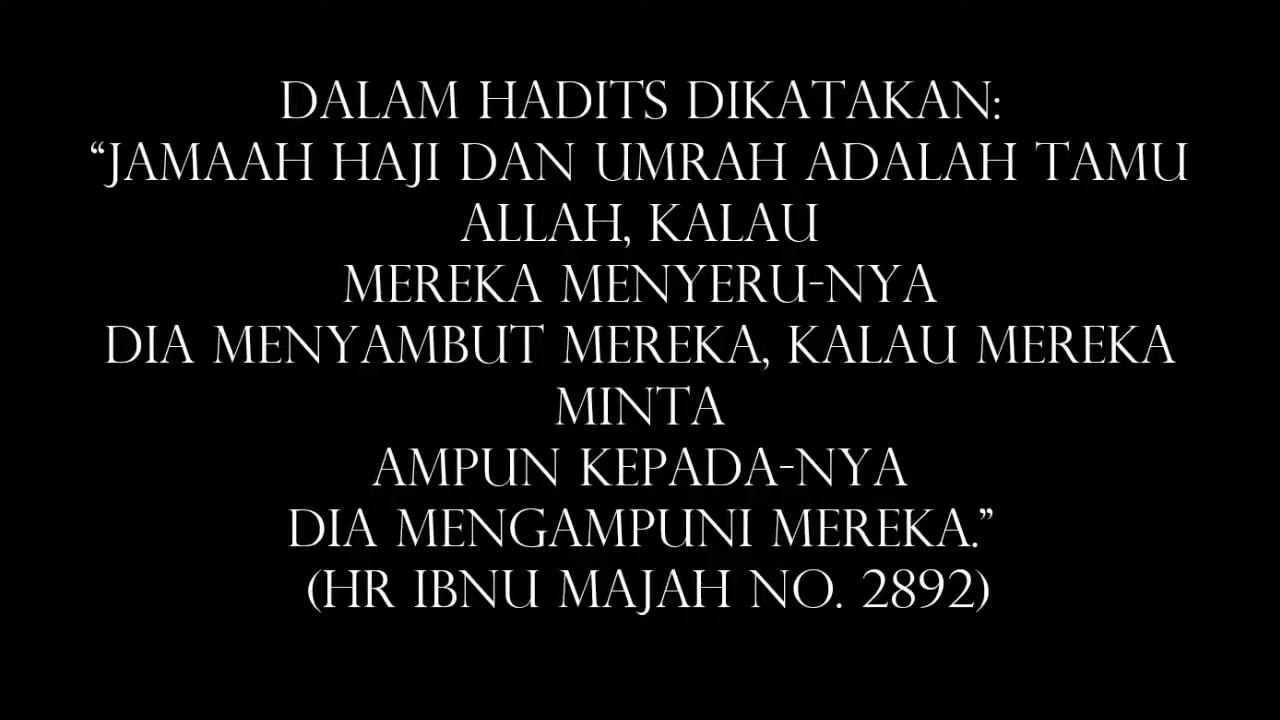 DALAM HADITS DIKATAKAN:
“JAMAAH HAJI DAN UMRAH ADALAH TAMU
ALLAH, KALAU
MEREKA MENYERU-NYA
DIA MENYAMBUT MEREKA, KALAU MEREKA
MINTA
AMPUN KEPADA-NYA
DIA MENGAMPUNI MEREKA.”
(HR IBNU MAJAH NO. 2892)